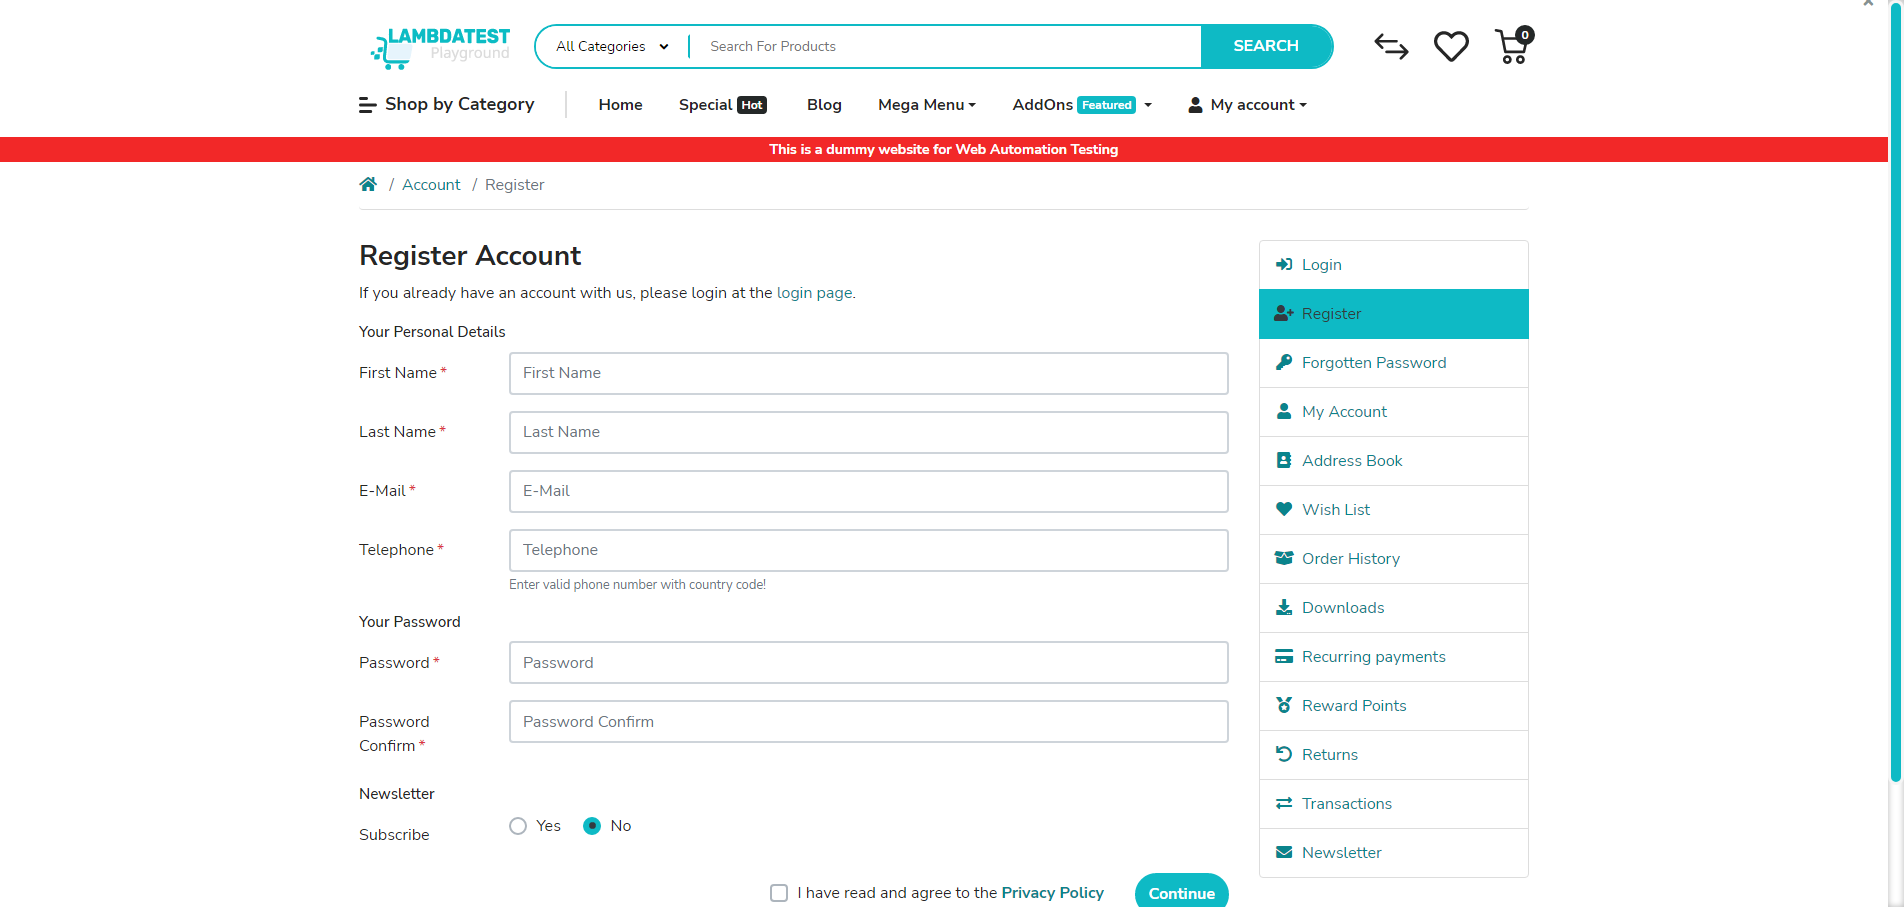 LAMBDATEST
Playground
All Categories
Search For Products
SEARCH
0
Shop by Category
Home
Special Hot
Blog
Mega Menu
AddOns Featured
My account
This is a dummy website for Web Automation Testing
/ Account / Register
Register Account
If you already have an account with us, please login at the login page.
Your Personal Details
First Name *
First Name
Last Name *
Last Name
E-Mail *
E-Mail
Telephone *
Telephone
Enter valid phone number with country code!
Your Password
Password *
Password
Password
Confirm *
Password Confirm
Newsletter
Subscribe
Yes
No
I have read and agree to the Privacy Policy
Continue
Login
Register
Forgotten Password
My Account
Address Book
Wish List
Order History
Downloads
Recurring payments
Reward Points
Returns
Transactions
Newsletter